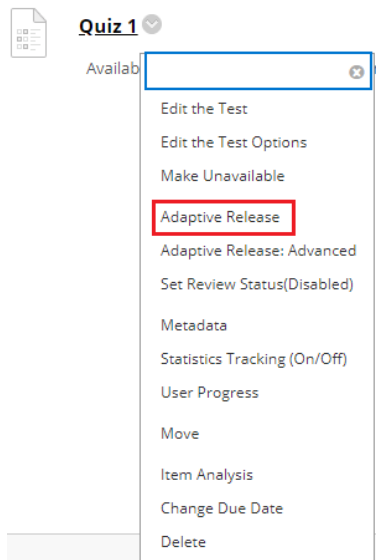 Quiz 1
Availab
Edit the Test
Edit the Test Options
Make Unavailable
Adaptive Release
Adaptive Release: Advanced
Set Review Status(Disabled)
Metadata
Statistics Tracking (On/Off)
User Progress
Move
Item Analysis
Change Due Date
Delete